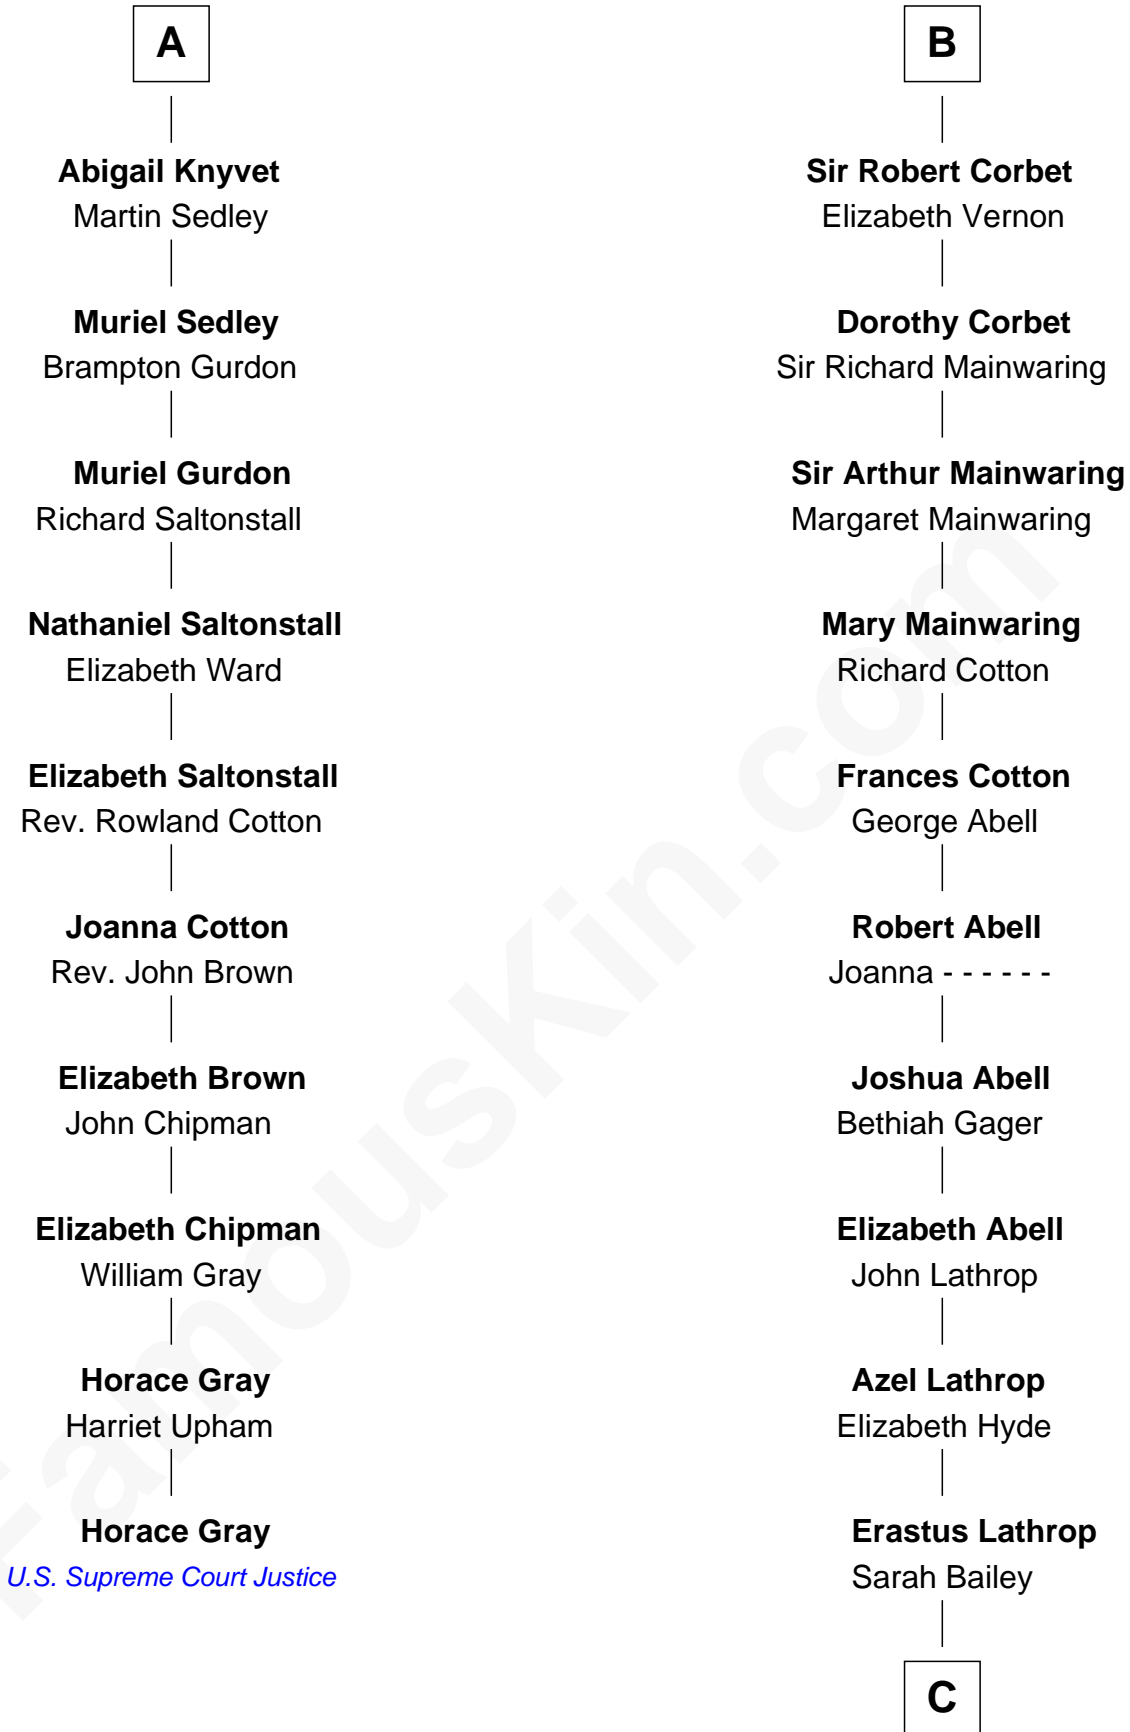 A
Abigail Knyvet
Martin Sedley
Muriel Sedley
Brampton Gurdon
Muriel Gurdon
Richard Saltonstall
Nathaniel Saltonstall
Elizabeth Ward
Elizabeth Saltonstall
Rev. Rowland Cotton
Joanna Cotton
Rev. John Brown
Elizabeth Brown
John Chipman
Elizabeth Chipman
William Gray
Horace Gray
Harriet Upham
Horace Gray
U.S. Supreme Court Justice
B
Sir Robert Corbet
Elizabeth Vernon
Dorothy Corbet
Sir Richard Mainwaring
Sir Arthur Mainwaring
Margaret Mainwaring
Mary Mainwaring
Richard Cotton
Frances Cotton
George Abell
Robert Abell
Joanna - - - - - -
Joshua Abell
Bethiah Gager
Elizabeth Abell
John Lathrop
Azel Lathrop
Elizabeth Hyde
Erastus Lathrop
Sarah Bailey
C
FamousKin.com